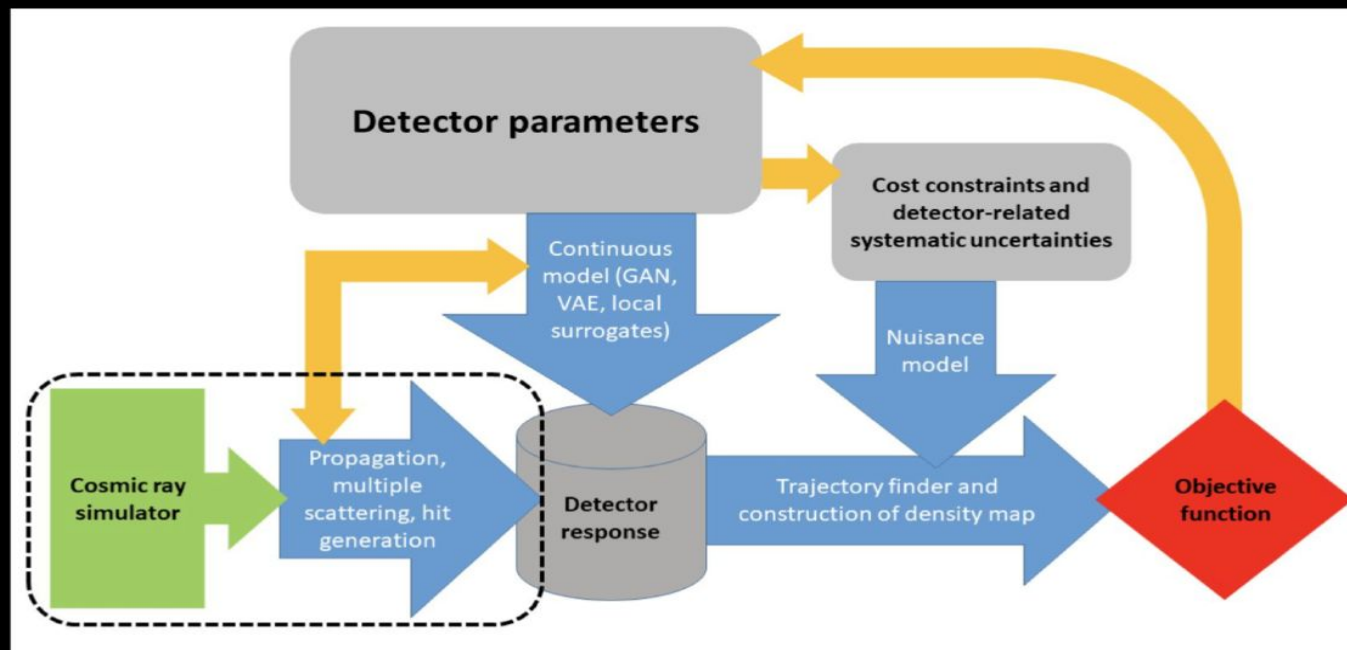 Detector parameters
Cost constraints and
detector-related
systematic uncertainties
Continuous
model (GAN,
VAE, local
surrogates)
Nuisance
model
Cosmic ray
simulator
Propagation,
multiple
scattering, hit
generation
Detector
response
Trajectory finder and
construction of density map
Objective
function